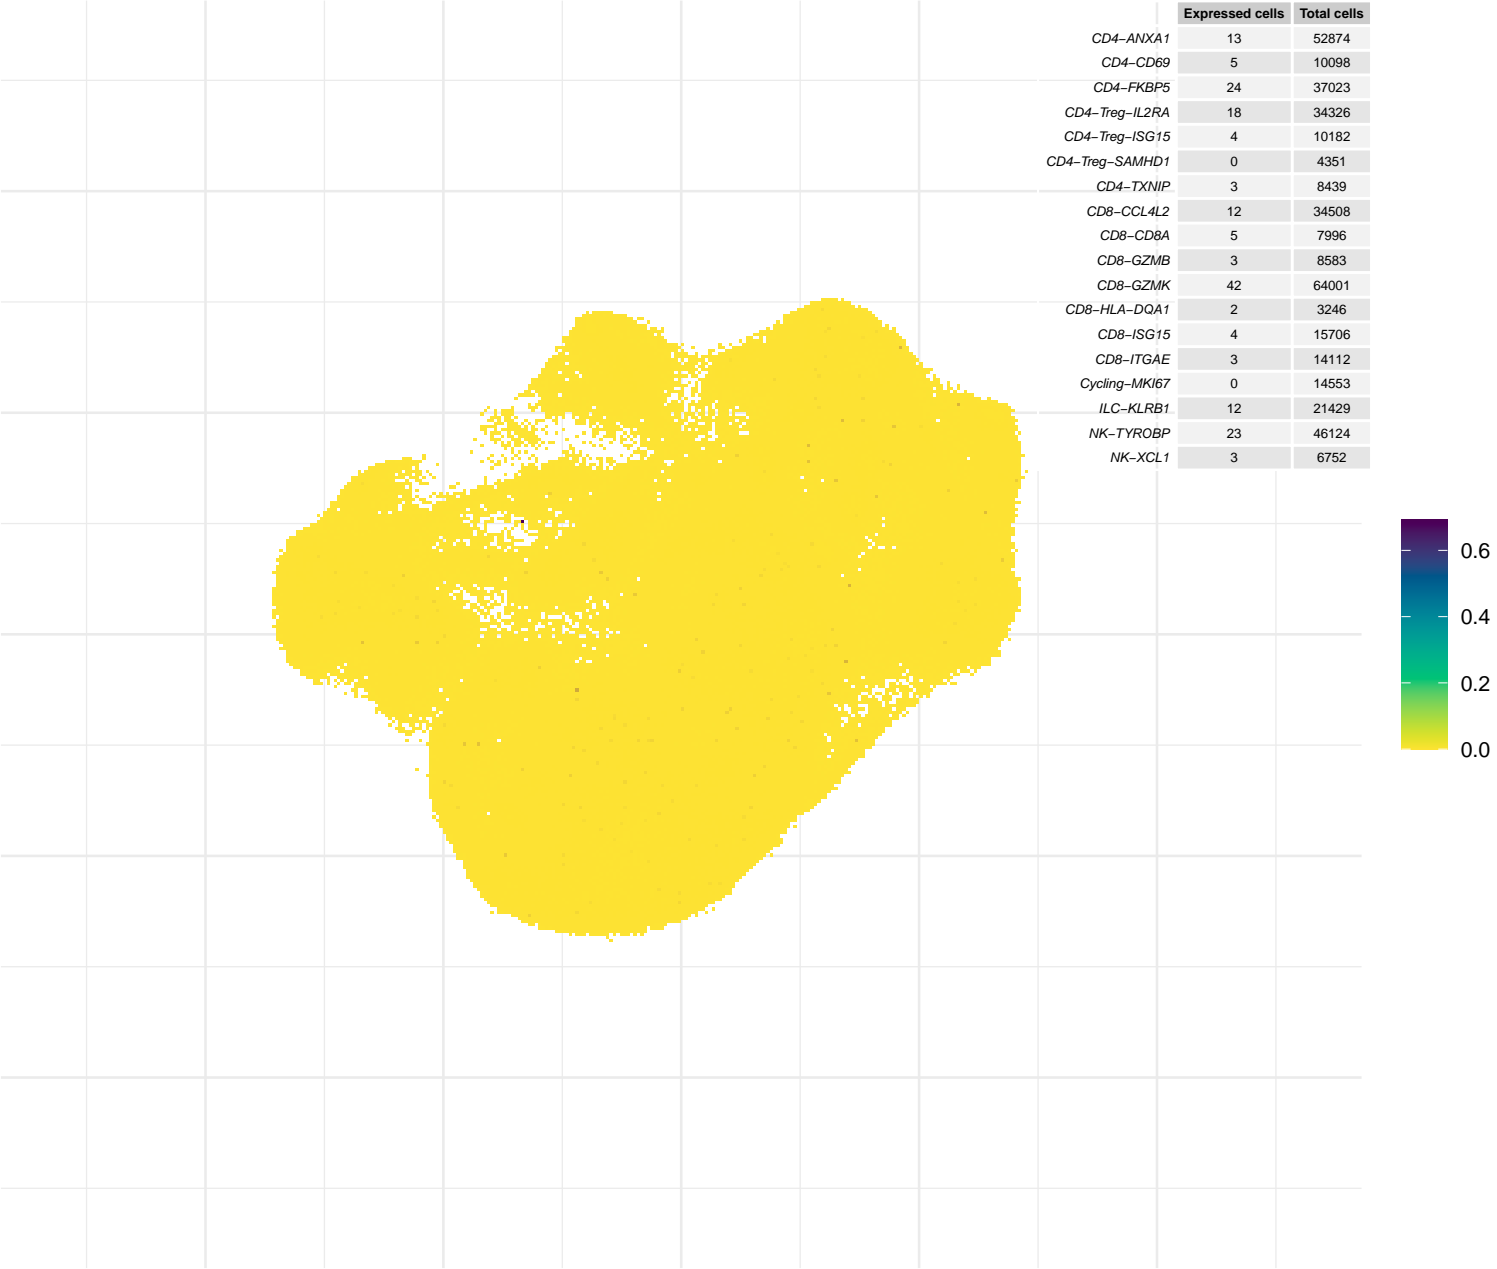 Expressed cells Total cells
CD4−ANXA1 13 52874
CD4−CD69 5 10098
CD4−FKBP5 24 37023
CD4−Treg−IL2RA 18 34326
CD4−Treg−ISG15 4 10182
CD4−Treg−SAMHD1 0 4351
CD4−TXNIP 3 8439
CD8−CCL4L2 12 34508
CD8−CD8A 5 7996
CD8−GZMB 3 8583
CD8−GZMK 42 64001
CD8−HLA−DQA1 2 3246
CD8−ISG15 4 15706
CD8−ITGAE 3 14112
Cycling−MKI67 0 14553
ILC−KLRB1 12 21429
NK−TYROBP 23 46124
NK−XCL1 3 6752
0.6
0.4
0.2
0.0